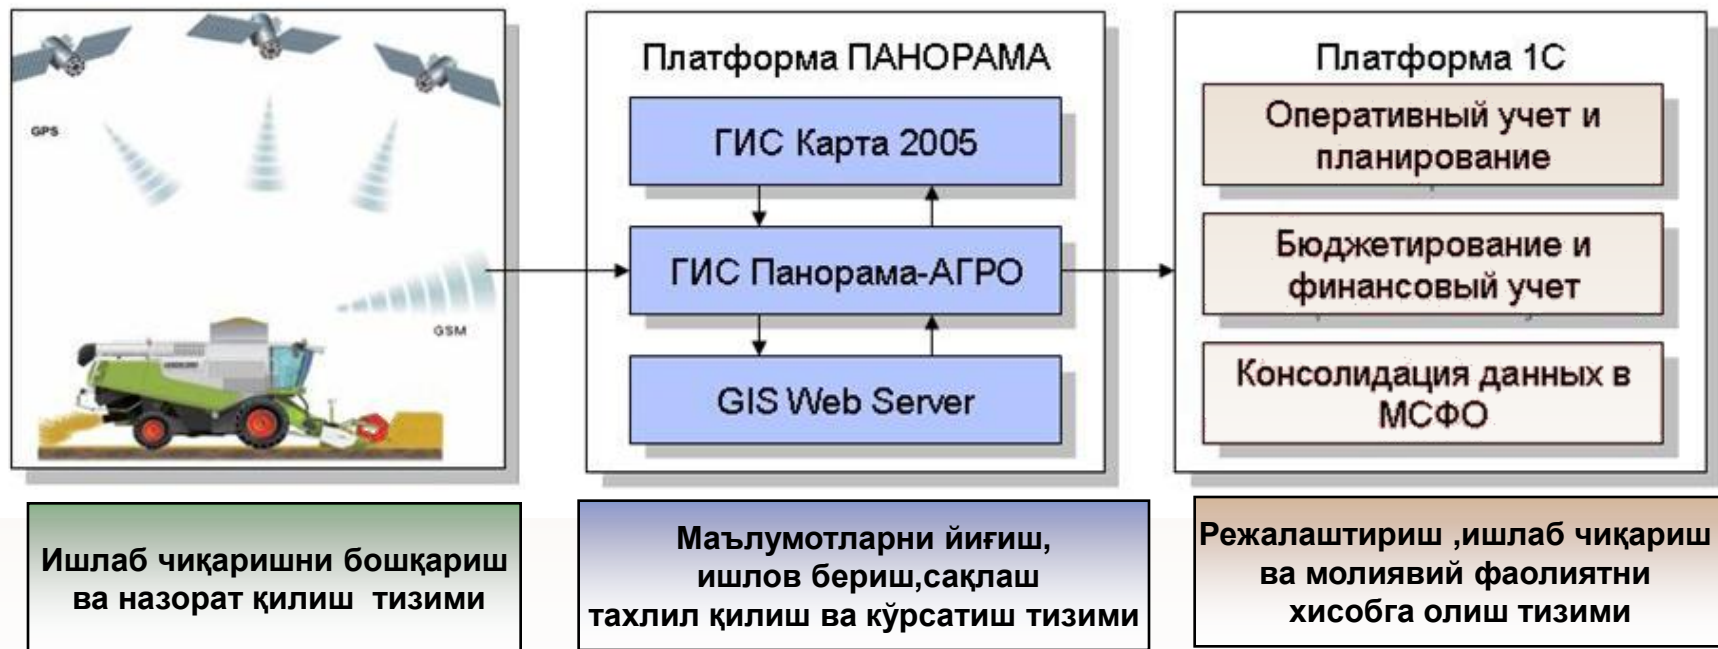 GPS
GSM
Платформа ПАНОРАМА
ГИС Карта 2005
ГИС Панорама-АГРО
GIS Web Server
Платформа 1С
Оперативный учет и
планирование
Бюджетирование и
финансовый учет
Консолидация данных в
МСФО
Ишлаб чиқаришни бошқариш
ва назорат қилиш тизими
Маълумотларни йиғиш,
ишлов бериш,сақлаш
тахлил қилиш ва кўрсатиш тизими
Режалаштириш ,ишлаб чиқариш
ва молиявий фаолиятни
хисобга олиш тизими